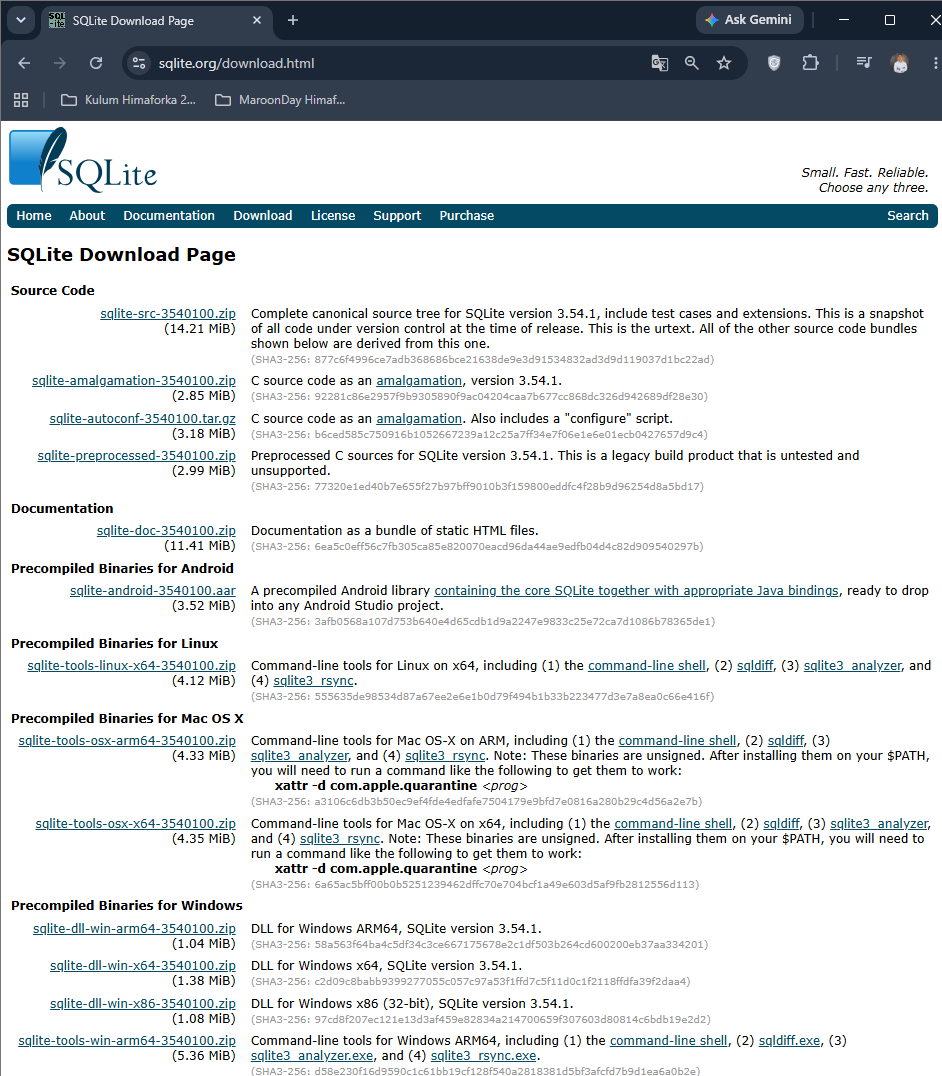 SQLite Download Page
Ask Gemini
sqlite.org/download.html
Kulum Himaforka 2...
MaroonDay Himaf...
SQLite
Small. Fast. Reliable.
Choose any three.
Home About Documentation Download License Support Purchase Search
SQLite Download Page
Source Code
sqlite-src-3540100.zip Complete canonical source tree for SQLite version 3.54.1, include test cases and extensions. This is a snapshot
(14.21 MiB) of all code under version control at the time of release. This is the urtext. All of the other source code bundles
shown below are derived from this one.
(SHA3-256: 877c6f4996ce7adb368686bce21638de9e3d91534832ad3d9d119037d1bc22ad)
sqlite-amalgamation-3540100.zip C source code as an amalgamation, version 3.54.1.
(2.85 MiB) (SHA3-256: 92281c86e2957f9b9305890f9ac04204caa7b677cc868dc326d942689df28e30)
sqlite-autoconf-3540100.tar.gz C source code as an amalgamation. Also includes a "configure" script.
(3.18 MiB) (SHA3-256: b6ced585c750916b1052667239a12c25a7ff34e7f06e1e6e01ecb0427657d9c4)
sqlite-preprocessed-3540100.zip Preprocessed C sources for SQLite version 3.54.1. This is a legacy build product that is untested and
(2.99 MiB) unsupported.
(SHA3-256: 77320e1ed40b7e655f27b97bff9010b3f159800eddfc4f28b9d96254d8a5bd17)
Documentation
sqlite-doc-3540100.zip Documentation as a bundle of static HTML files.
(11.41 MiB) (SHA3-256: 6ea5c0eff56c7fb305ca85e820070eacd96da44ae9edfb04d4c82d909540297b)
Precompiled Binaries for Android
sqlite-android-3540100.aar A precompiled Android library containing the core SQLite together with appropriate Java bindings, ready to drop
(3.52 MiB) into any Android Studio project.
(SHA3-256: 3afb0568a107d753b640e4d65cdb1d9a2247e9833c25e72ca7d1086b78365de1)
Precompiled Binaries for Linux
sqlite-tools-linux-x64-3540100.zip Command-line tools for Linux on x64, including (1) the command-line shell, (2) sqldiff, (3) sqlite3_analyzer, and
(4.12 MiB) (4) sqlite3_rsync.
(SHA3-256: 555635de98534d87a67ee2e6e1b0d79f494b1b33b223477d3e7a8ea0c66e416f)
Precompiled Binaries for Mac OS X
sqlite-tools-osx-arm64-3540100.zip Command-line tools for Mac OS-X on ARM, including (1) the command-line shell, (2) sqldiff, (3)
(4.33 MiB) sqlite3_analyzer, and (4) sqlite3_rsync. Note: These binaries are unsigned. After installing them on your $PATH,
you will need to run a command like the following to get them to work:
xattr -d com.apple.quarantine <prog>
(SHA3-256: a3106c6db3b50ec9ef4fde4edfafe7504179e9bfd7e0816a280b29c4d56a2e7b)
sqlite-tools-osx-x64-3540100.zip Command-line tools for Mac OS-X on x64, including (1) the command-line shell, (2) sqldiff, (3) sqlite3_analyzer,
(4.35 MiB) and (4) sqlite3_rsync. Note: These binaries are unsigned. After installing them on your $PATH, you will need to
run a command like the following to get them to work:
xattr -d com.apple.quarantine <prog>
(SHA3-256: 6a65ac5bff00b0b5251239462dffc70e704bcf1a49e603d5af9fb2812556d113)
Precompiled Binaries for Windows
sqlite-dll-win-arm64-3540100.zip DLL for Windows ARM64, SQLite version 3.54.1.
(1.04 MiB) (SHA3-256: 58a563f64ba4c5df34c3ce667175678e2c1df503b264cd600200eb37aa334201)
sqlite-dll-win-x64-3540100.zip DLL for Windows x64, SQLite version 3.54.1.
(1.38 MiB) (SHA3-256: c2d09c8babb9399277055c057c97a53f1ffd7c5f11d0c1f2118ffdfa39f2daa4)
sqlite-dll-win-x86-3540100.zip DLL for Windows x86 (32-bit), SQLite version 3.54.1.
(1.08 MiB) (SHA3-256: 97cd8f207ec121e13d3af459e82834a214700659f307603d80814c6bdb19e2d2)
sqlite-tools-win-arm64-3540100.zip Command-line tools for Windows ARM64, including (1) the command-line shell, (2) sqldiff.exe, (3)
(5.36 MiB) sqlite3_analyzer.exe, and (4) sqlite3_rsync.exe.
(SHA3-256: d58e230f16d9590c1c61bb19cf128f540a2818381d5bf3afcfd7b9d1ea6a0b2e)